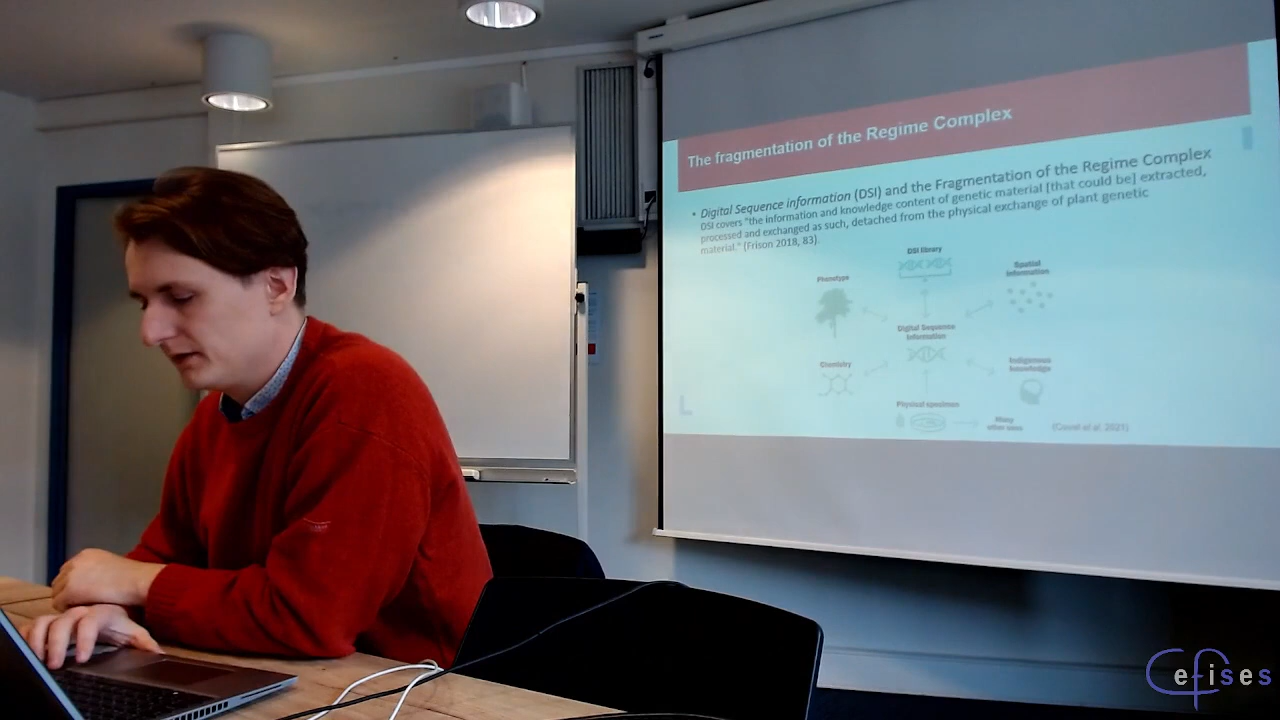 The fragmentation of the Regime Complex
• Digital Sequence information (DSI) and the Fragmentation of the Regime Complex
DSI covers "the information and knowledge content of genetic material [that could be] extracted,
processed and exchanged as such, detached from the physical exchange of plant genetic
material." (Frison 2018, 83).
DSI library
Phenotype
Spatial
information
Digital Sequence
information
Chemistry
Indigenous
knowledge
Physical specimen
Many
other uses
(Cowell et al. 2021)
Cefises